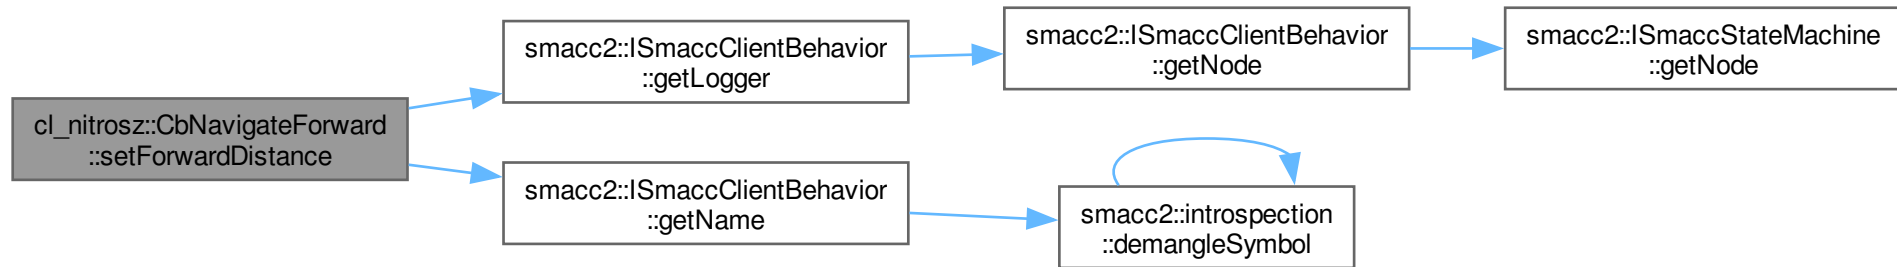 smacc2::ISmaccClientBehavior
::getLogger
smacc2::ISmaccClientBehavior
::getNode
smacc2::ISmaccStateMachine
::getNode
cl_nitrosz::CbNavigateForward
::setForwardDistance
smacc2::ISmaccClientBehavior
::getName
smacc2::introspection
::demangleSymbol